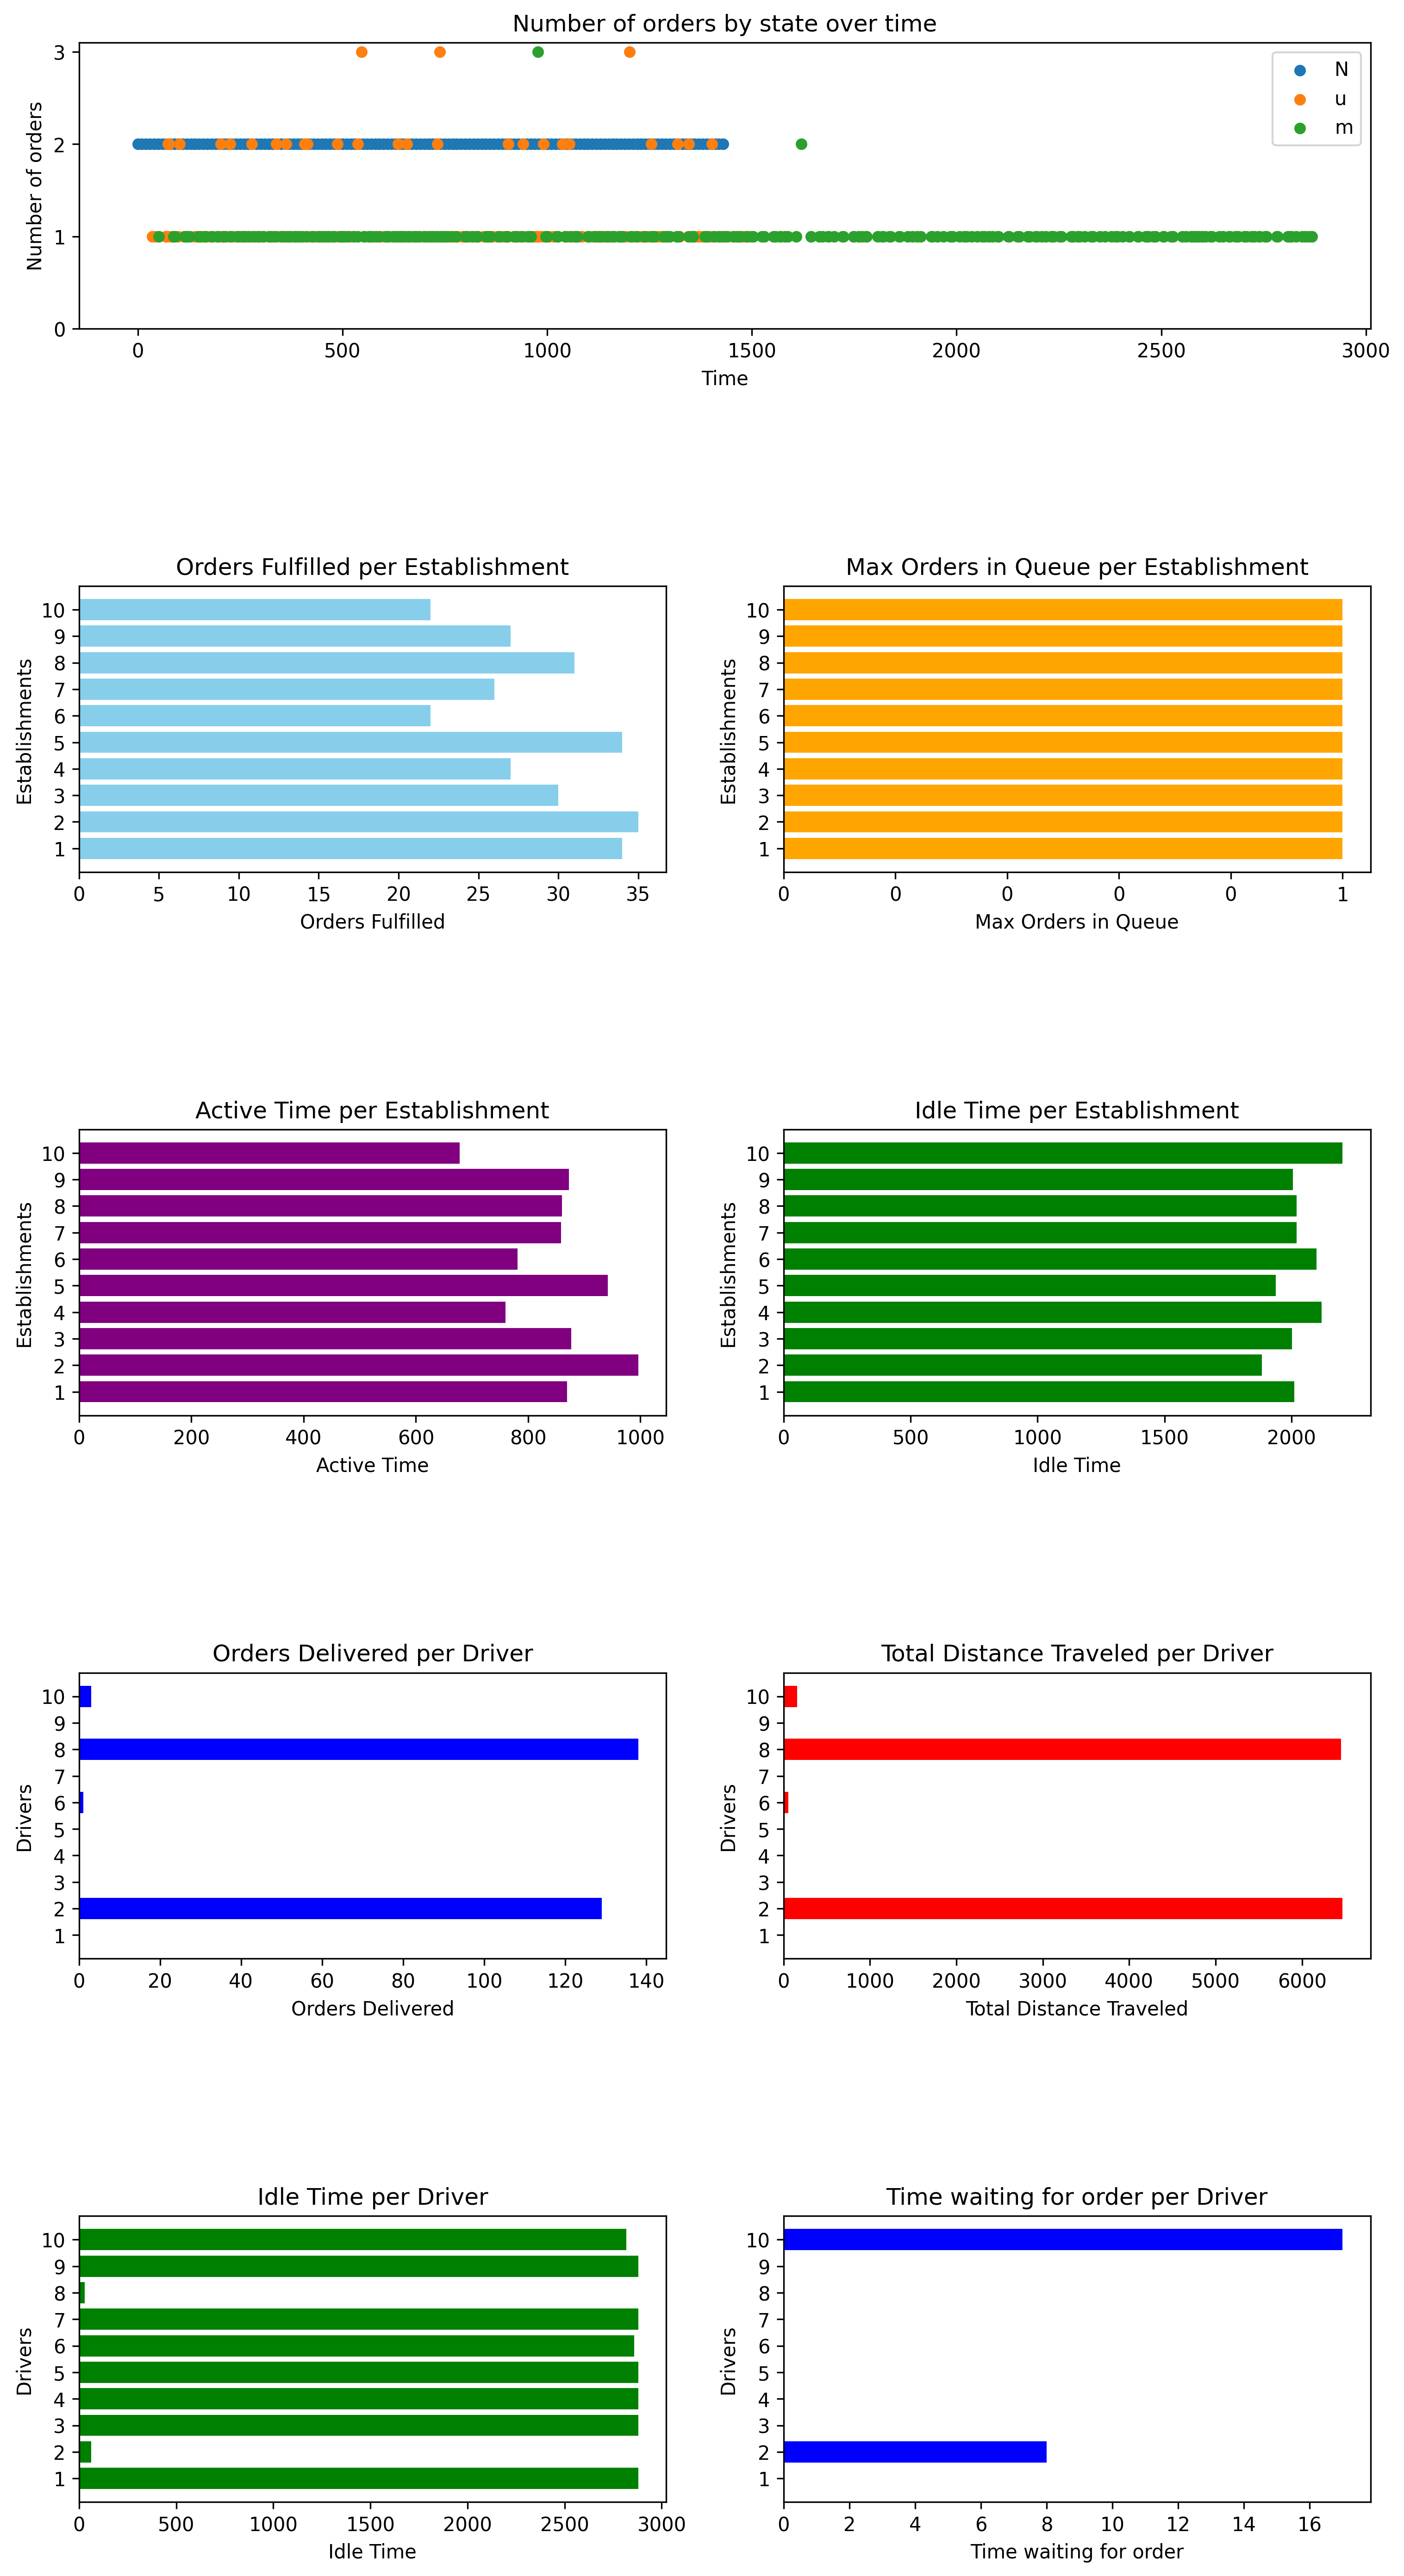 Number of orders by state over time
3
2
1
0
Number of orders
N
u
m
0 500 1000 1500 2000 2500 3000
Time
Orders Fulfilled per Establishment
10
9
8
7
6
5
4
3
2
1
Establishments
0 5 10 15 20 25 30 35
Orders Fulfilled
Max Orders in Queue per Establishment
10
9
8
7
6
5
4
3
2
1
Establishments
0 0 0 0 0 1
Max Orders in Queue
Active Time per Establishment
10
9
8
7
6
5
4
3
2
1
Establishments
0 200 400 600 800 1000
Active Time
Idle Time per Establishment
10
9
8
7
6
5
4
3
2
1
Establishments
0 500 1000 1500 2000
Idle Time
Orders Delivered per Driver
10
9
8
7
6
5
4
3
2
1
Drivers
0 20 40 60 80 100 120 140
Orders Delivered
Total Distance Traveled per Driver
10
9
8
7
6
5
4
3
2
1
Drivers
0 1000 2000 3000 4000 5000 6000
Total Distance Traveled
Idle Time per Driver
10
9
8
7
6
5
4
3
2
1
Drivers
0 500 1000 1500 2000 2500 3000
Idle Time
Time waiting for order per Driver
10
9
8
7
6
5
4
3
2
1
Drivers
0 2 4 6 8 10 12 14 16
Time waiting for order